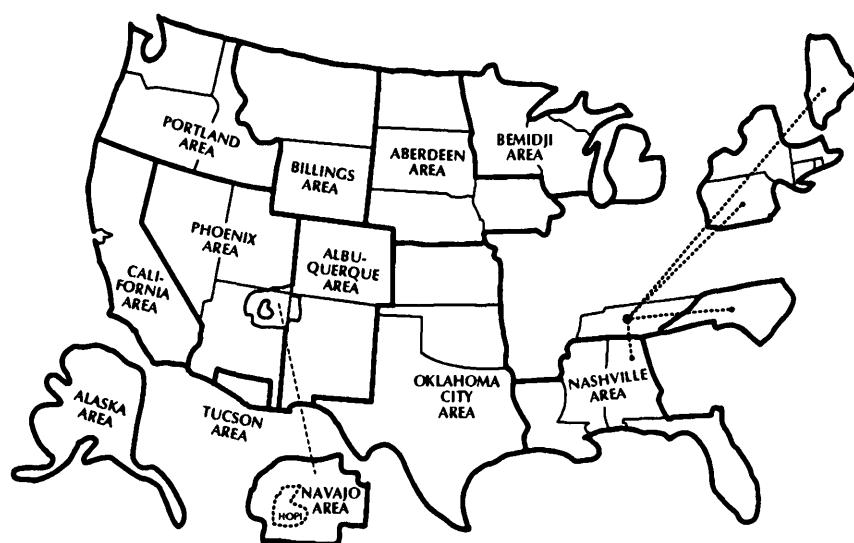 PORTLAND
AREA
BILLINGS
AREA
ABERDEEN
AREA
BEMIDJI
AREA
PHOENIX
AREA
ALBU-
QUERQUE
AREA
CALI-
FORNIA
AREA
ALASKA
AREA
TUCSON
AREA
OKLAHOMA
CITY
AREA
NASHVILLE
AREA
NAVAJO
AREA
HOPI